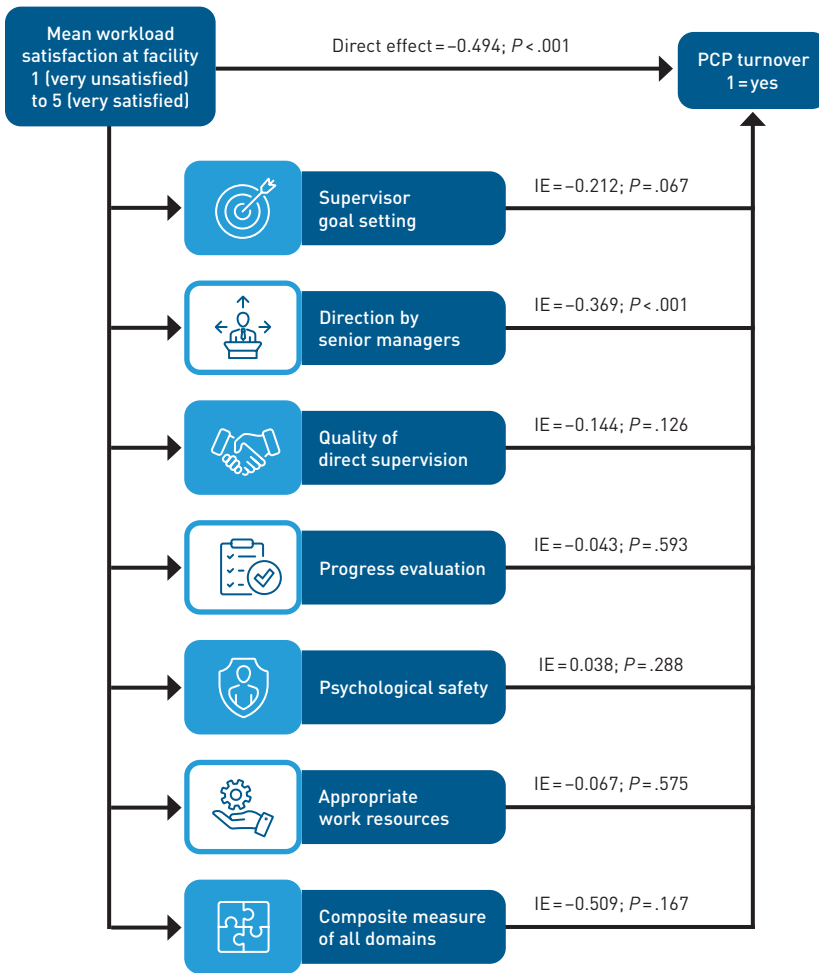 Mean workload
satisfaction at facility
1 (very unsatisfied)
to 5 (very satisfied)
Direct effect = –0.494; P < .001
PCP turnover
1 = yes
Supervisor
goal setting
IE = –0.212; P = .067
Direction by
senior managers
IE = –0.369; P < .001
Quality of
direct supervision
IE = –0.144; P = .126
Progress evaluation
IE = –0.043; P = .593
Psychological safety
IE = 0.038; P = .288
Appropriate
work resources
IE = –0.067; P = .575
Composite measure
of all domains
IE = –0.509; P = .167